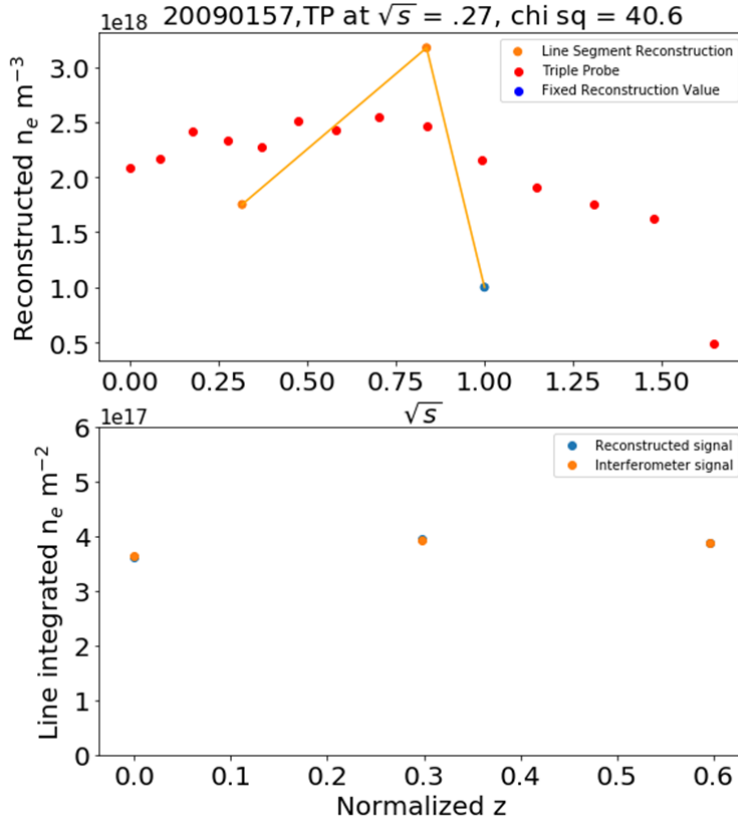 1e18
20090157,TP at √s = .27, chi sq = 40.6
Line Segment Reconstruction
Triple Probe
Fixed Reconstruction Value
Reconstructed nₑ m⁻³
3.0
2.5
2.0
1.5
1.0
0.5
0.00 0.25 0.50 0.75 1.00 1.25 1.50
√s
1e17
Reconstructed signal
Interferometer signal
Line integrated nₑ m⁻²
6
5
4
3
2
1
0
0.0 0.1 0.2 0.3 0.4 0.5 0.6
Normalized z